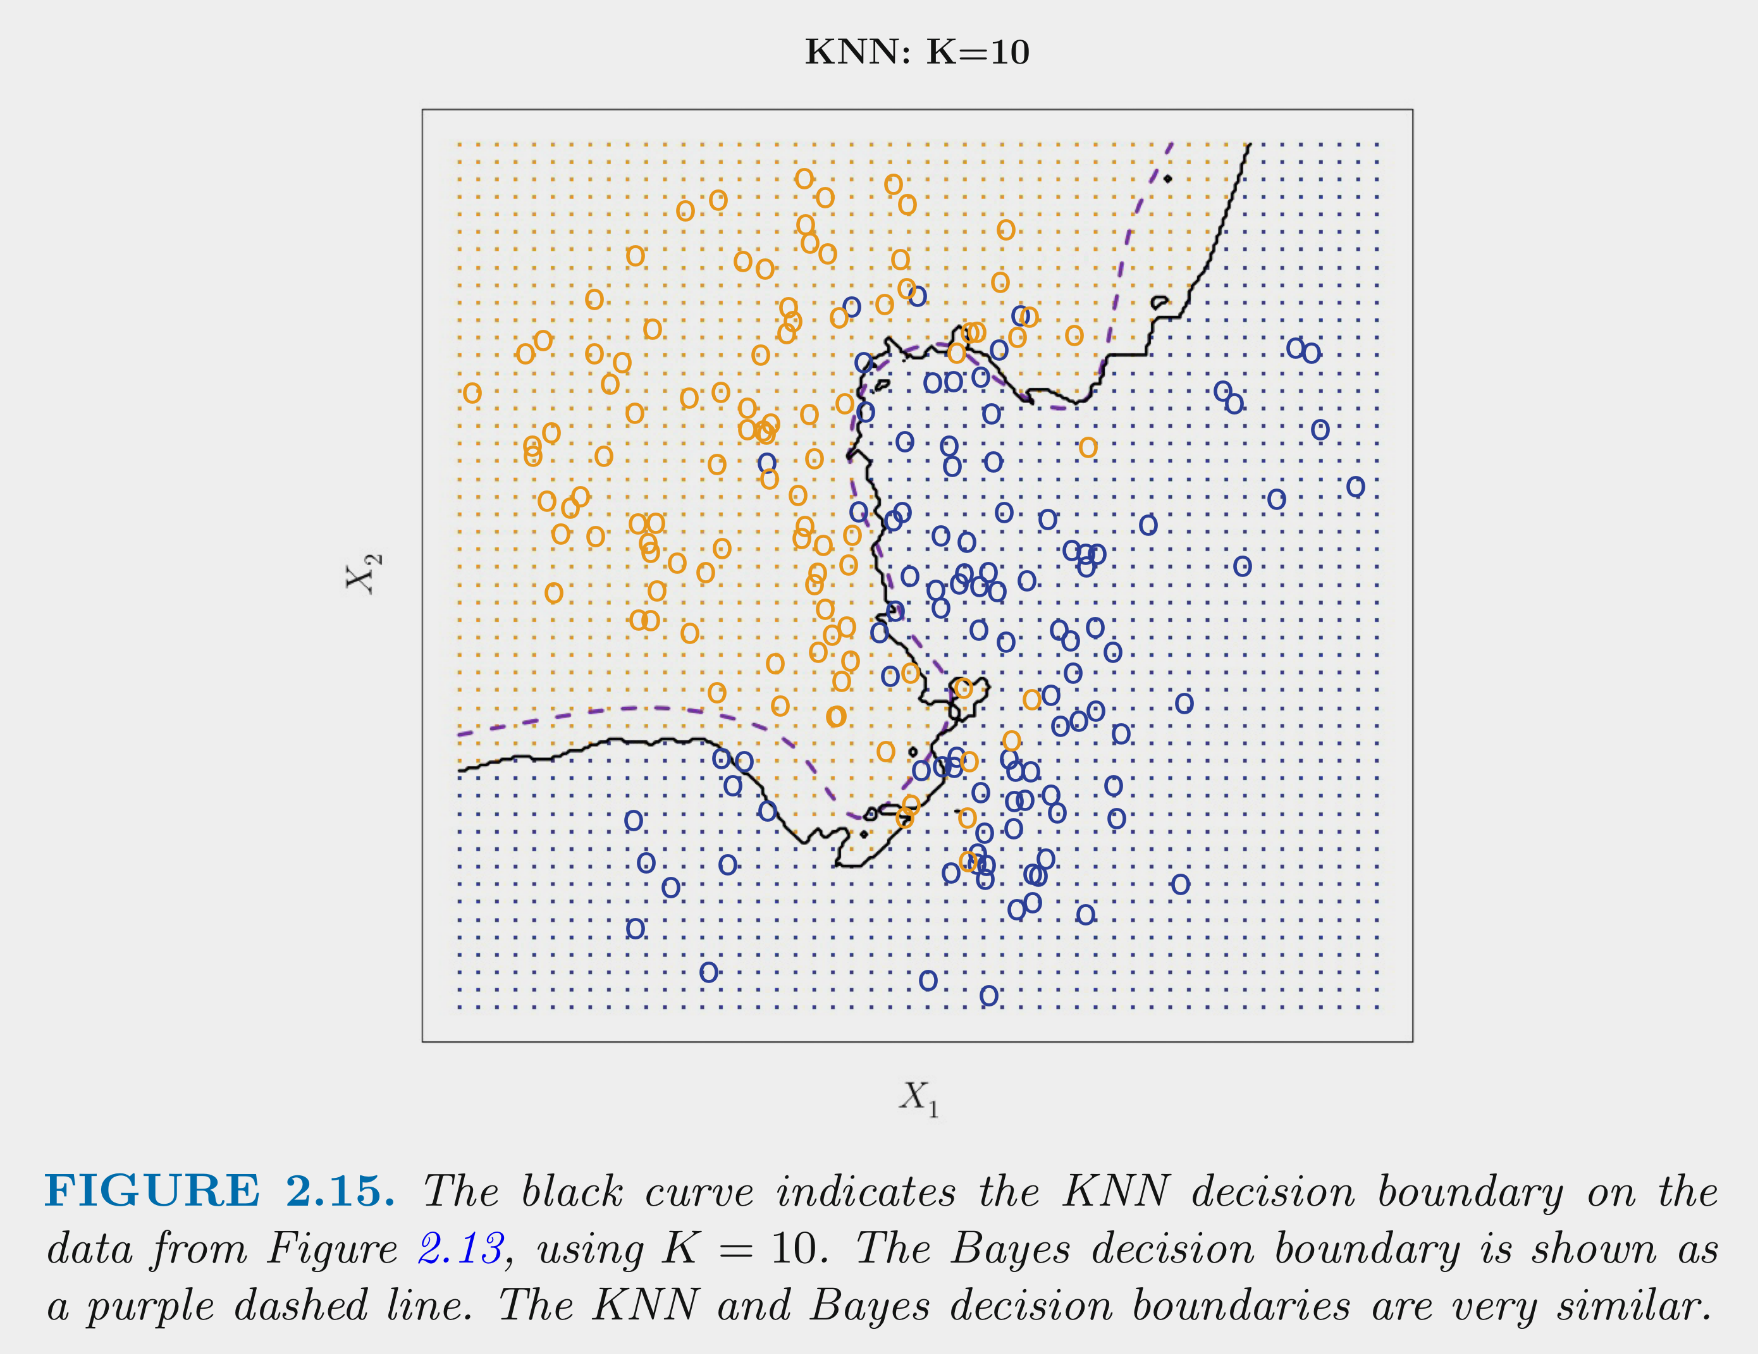 KNN: K=10
X2
X1
FIGURE 2.15. The black curve indicates the KNN decision boundary on the
data from Figure 2.13, using K = 10. The Bayes decision boundary is shown as
a purple dashed line. The KNN and Bayes decision boundaries are very similar.